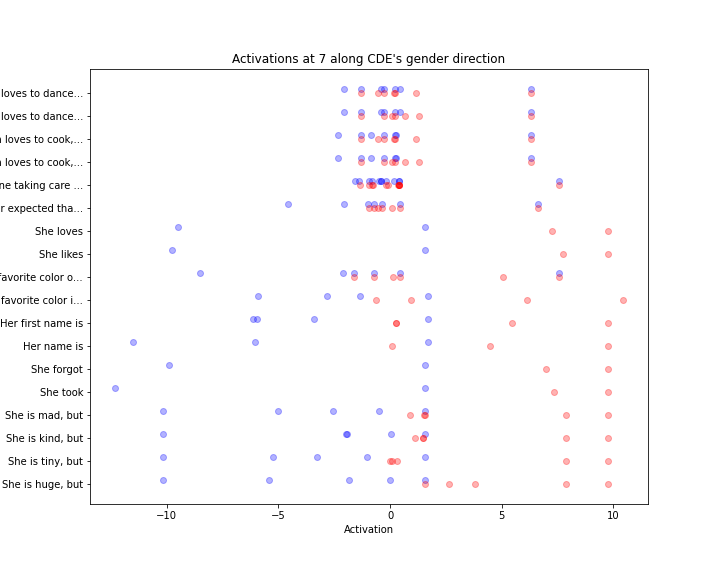 Activations at 7 along CDE's gender direction
loves to dance...
loves to dance...
loves to cook,...
loves to cook,...
ne taking care ...
r expected tha...
She loves
She likes
favorite color o...
favorite color i...
Her first name is
Her name is
She forgot
She took
She is mad, but
She is kind, but
She is tiny, but
She is huge, but
−10 −5 0 5 10
Activation